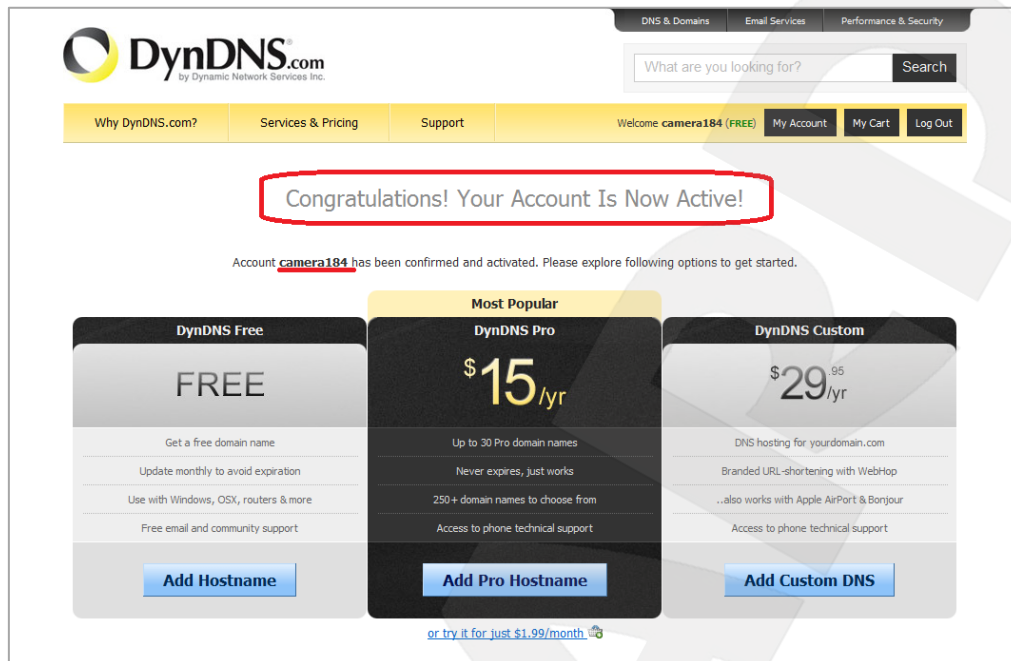 DNS & Domains Email Services Performance & Security
DynDNS.com
by Dynamic Network Services Inc.
What are you looking for? Search
Why DynDNS.com? Services & Pricing Support Welcome camera184 (FREE) My Account My Cart Log Out
Congratulations! Your Account Is Now Active!
Account camera184 has been confirmed and activated. Please explore following options to get started.
Most Popular
DynDNS Free DynDNS Pro DynDNS Custom
FREE $15/yr $29.95/yr
Get a free domain name Up to 30 Pro domain names DNS hosting for yourdomain.com
Update monthly to avoid expiration Never expires, just works Branded URL-shortening with WebHop
Use with Windows, OSX, routers & more 250+ domain names to choose from ..also works with Apple AirPort & Bonjour
Free email and community support Access to phone technical support Access to phone technical support
Add Hostname Add Pro Hostname Add Custom DNS
or try it for just $1.99/month